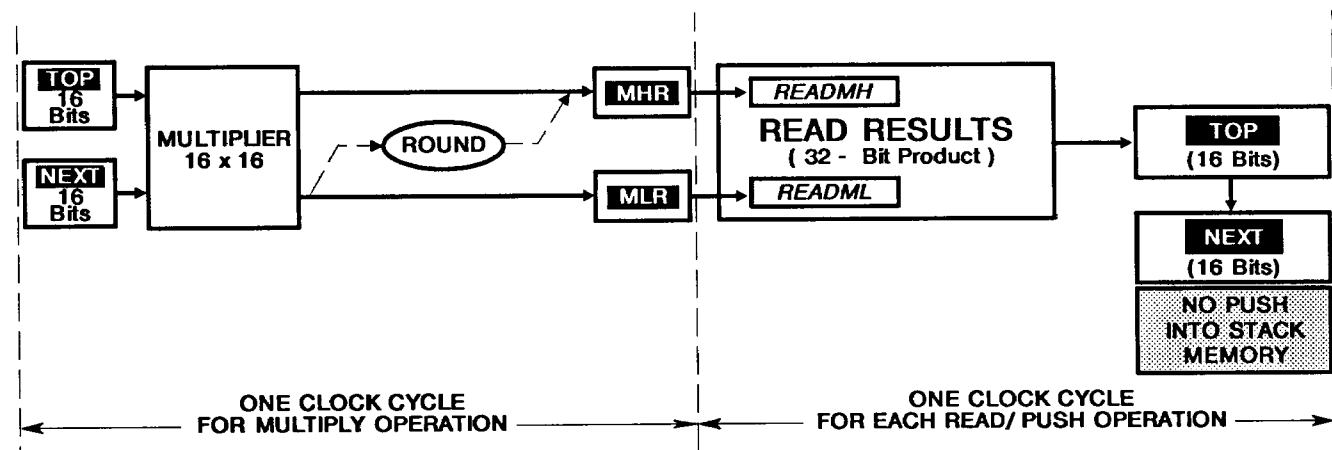 TOP
16
Bits
NEXT
16
Bits
MULTIPLIER
16 x 16
ROUND
MHR
MLR
READMH
READ RESULTS
( 32 - Bit Product )
READML
TOP
(16 Bits)
NEXT
(16 Bits)
NO PUSH
INTO STACK
MEMORY
ONE CLOCK CYCLE
FOR MULTIPLY OPERATION
ONE CLOCK CYCLE
FOR EACH READ/ PUSH OPERATION